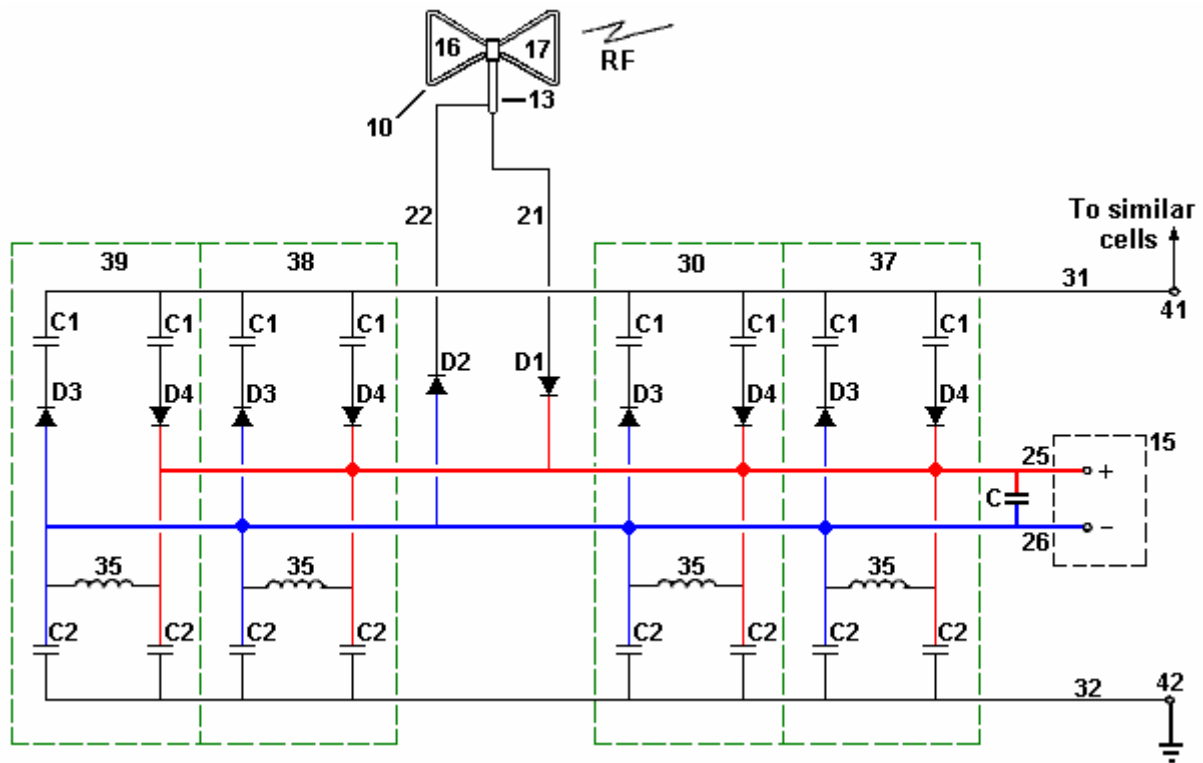 16 17
RF
13
10
22 21
To similar
cells
39 38 30 37
31
41
C1 C1 C1 C1 C1 C1 C1 C1
D2 D1
D3 D4 D3 D4 D3 D4 D3 D4
15
25
+
C
26
−
35 35 35 35
C2 C2 C2 C2 C2 C2 C2 C2
32 42